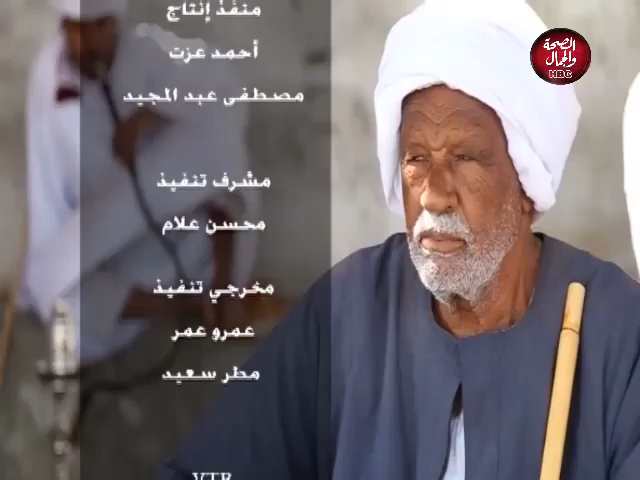 منفذ إنتاج
أحمد عزت
مصطفى عبد المجيد
مشرف تنفيذ
محسن علام
مخرجي تنفيذ
عمرو عمر
مطر سعيد
VTR
الصحة
والجمال
HBC